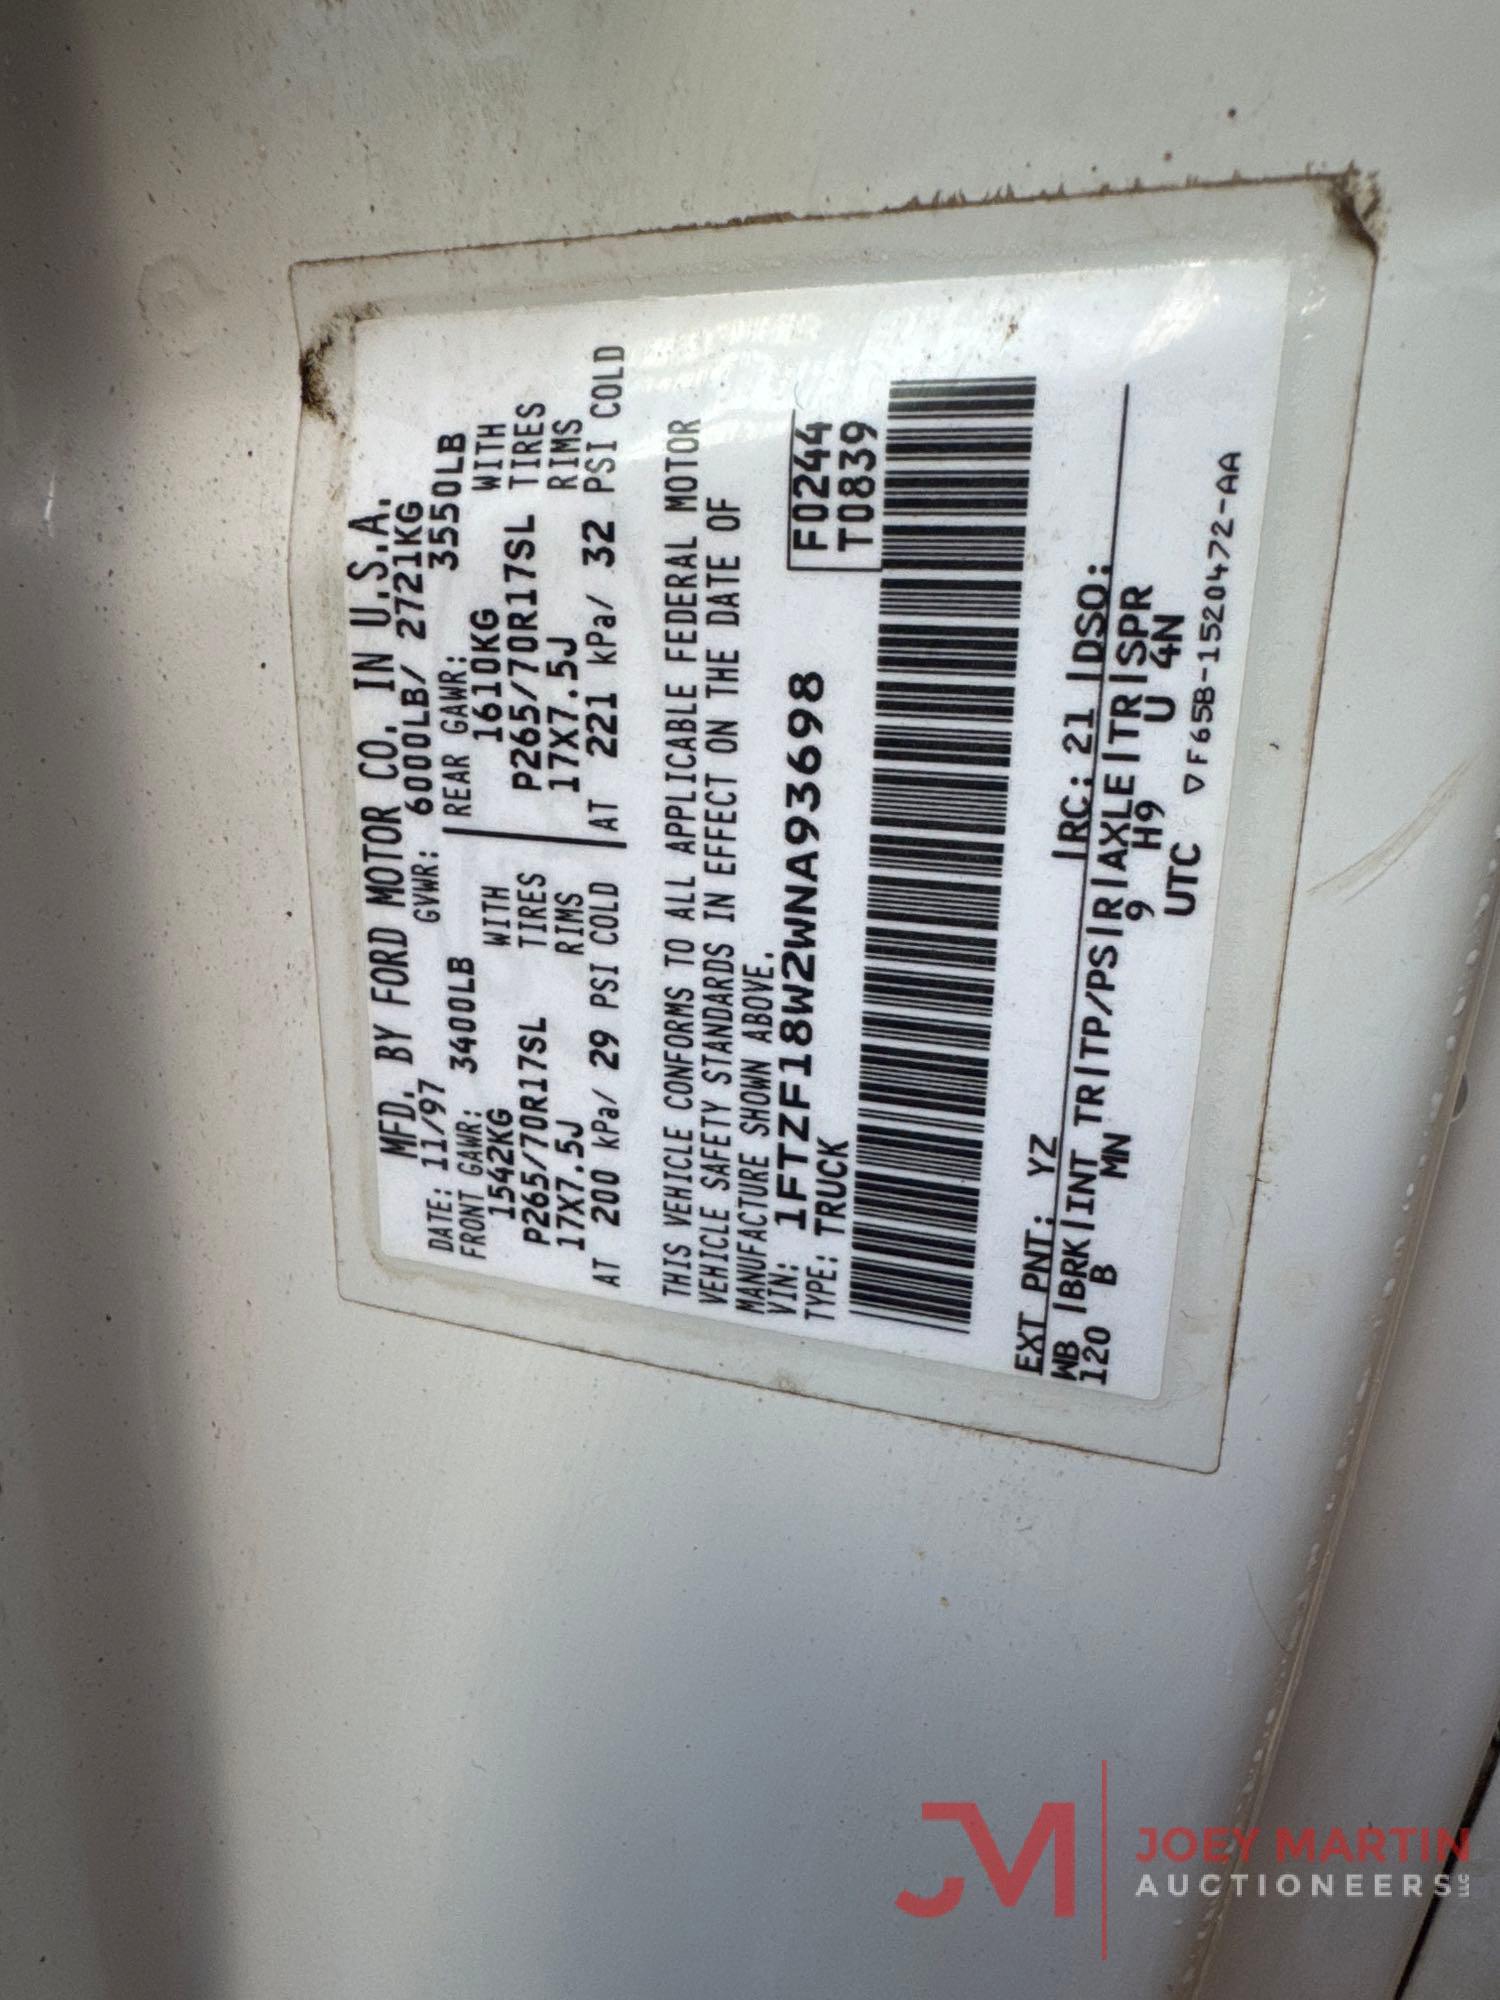 MFD. BY FORD MOTOR CO. IN U.S.A.
DATE: 11/97 GVWR: 6000LB/ 2721KG
FRONT GAWR: 3400LB REAR GAWR: 3550LB
1542KG WITH 1610KG WITH
P265/70R17SL TIRES P265/70R17SL TIRES
17X7.5J RIMS 17X7.5J RIMS
AT 200 kPa/ 29 PSI COLD AT 221 kPa/ 32 PSI COLD
THIS VEHICLE CONFORMS TO ALL APPLICABLE FEDERAL MOTOR
VEHICLE SAFETY STANDARDS IN EFFECT ON THE DATE OF
MANUFACTURE SHOWN ABOVE.
VIN: 1FTZF18W2WNA93698 F0244
TYPE: TRUCK T0839
EXT PNT: YZ RC: 21 DSO:
WB BRK INT TR TP/PS R AXLE TR SPR
120 B MN 9 H9 U 4N
UTC ▽F65B-1520472-AA
JM JOEY MARTIN
AUCTIONEERS LLC